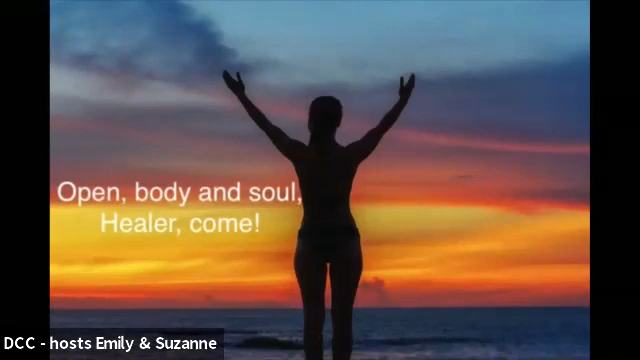 Open, body and soul,
Healer, come!
DCC - hosts Emily & Suzanne